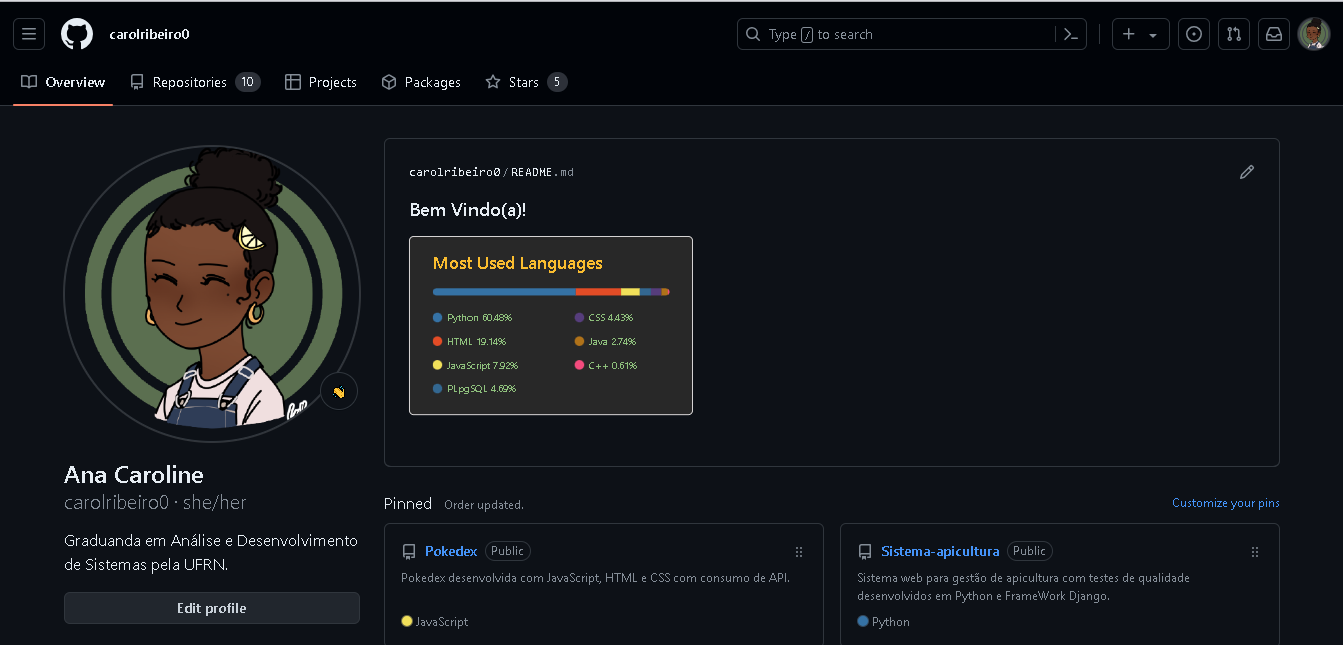 carolribeiro0
Type / to search
Overview Repositories 10 Projects Packages Stars 5
carolribeiro0/README.md
Bem Vindo(a)!
Most Used Languages
Python 60.48%
HTML 19.14%
JavaScript 7.92%
PLpgSQL 4.69%
CSS 4.43%
Java 2.74%
C++ 0.61%
Ana Caroline
carolribeiro0 · she/her
Graduanda em Análise e Desenvolvimento
de Sistemas pela UFRN.
Edit profile
Pinned Order updated.
Customize your pins
Pokedex Public
Pokedex desenvolvida com JavaScript, HTML e CSS com consumo de API.
JavaScript
Sistema-apicultura Public
Sistema web para gestão de apicultura com testes de qualidade
desenvolvidos em Python e FrameWork Django.
Python